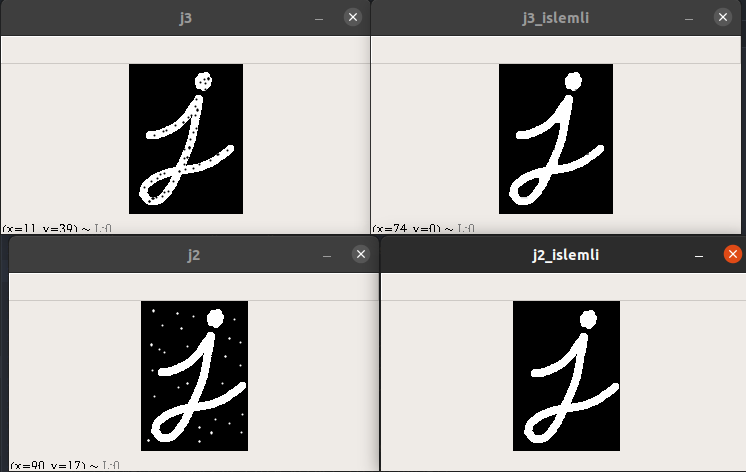 j3
j3_islemli
j
j
(x=11, y=39) ~ L:0
(x=74, y=0) ~ L:0
j2
j2_islemli
j
j
(x=90, y=17) ~ L:0